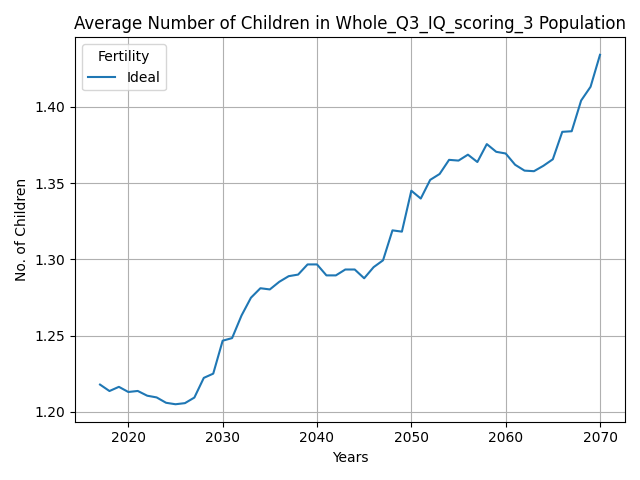 Average Number of Children in Whole_Q3_IQ_scoring_3 Population
Fertility
Ideal
No. of Children
1.40
1.35
1.30
1.25
1.20
2020
2030
2040
2050
2060
2070
Years